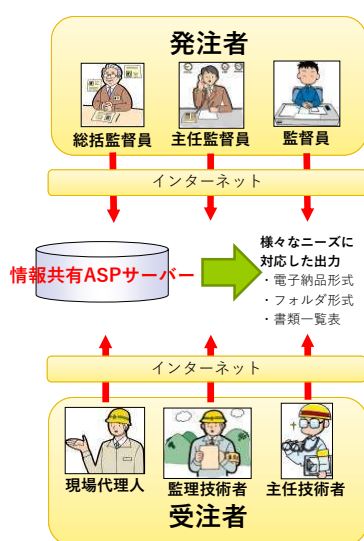 発注者
総括監督員 主任監督員 監督員
インターネット
情報共有ASPサーバー
様々なニーズに
対応した出力
・電子納品形式
・フォルダ形式
・書類一覧表
インターネット
現場代理人 監理技術者 主任技術者
受注者